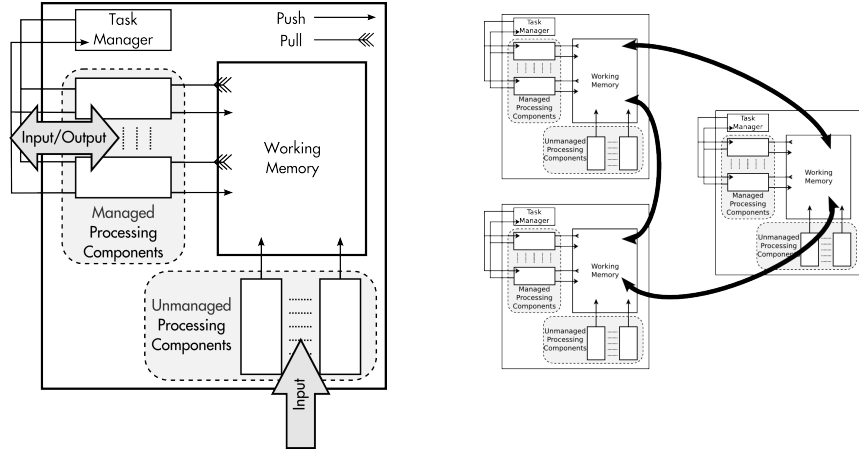 Task
Manager
Push
Pull
Input/Output
Working
Memory
Managed
Processing
Components
Unmanaged
Processing
Components
Input
Task
Manager
Working
Memory
Managed
Processing
Components
Unmanaged
Processing
Components
Task
Manager
Working
Memory
Managed
Processing
Components
Unmanaged
Processing
Components
Task
Manager
Working
Memory
Managed
Processing
Components
Unmanaged
Processing
Components